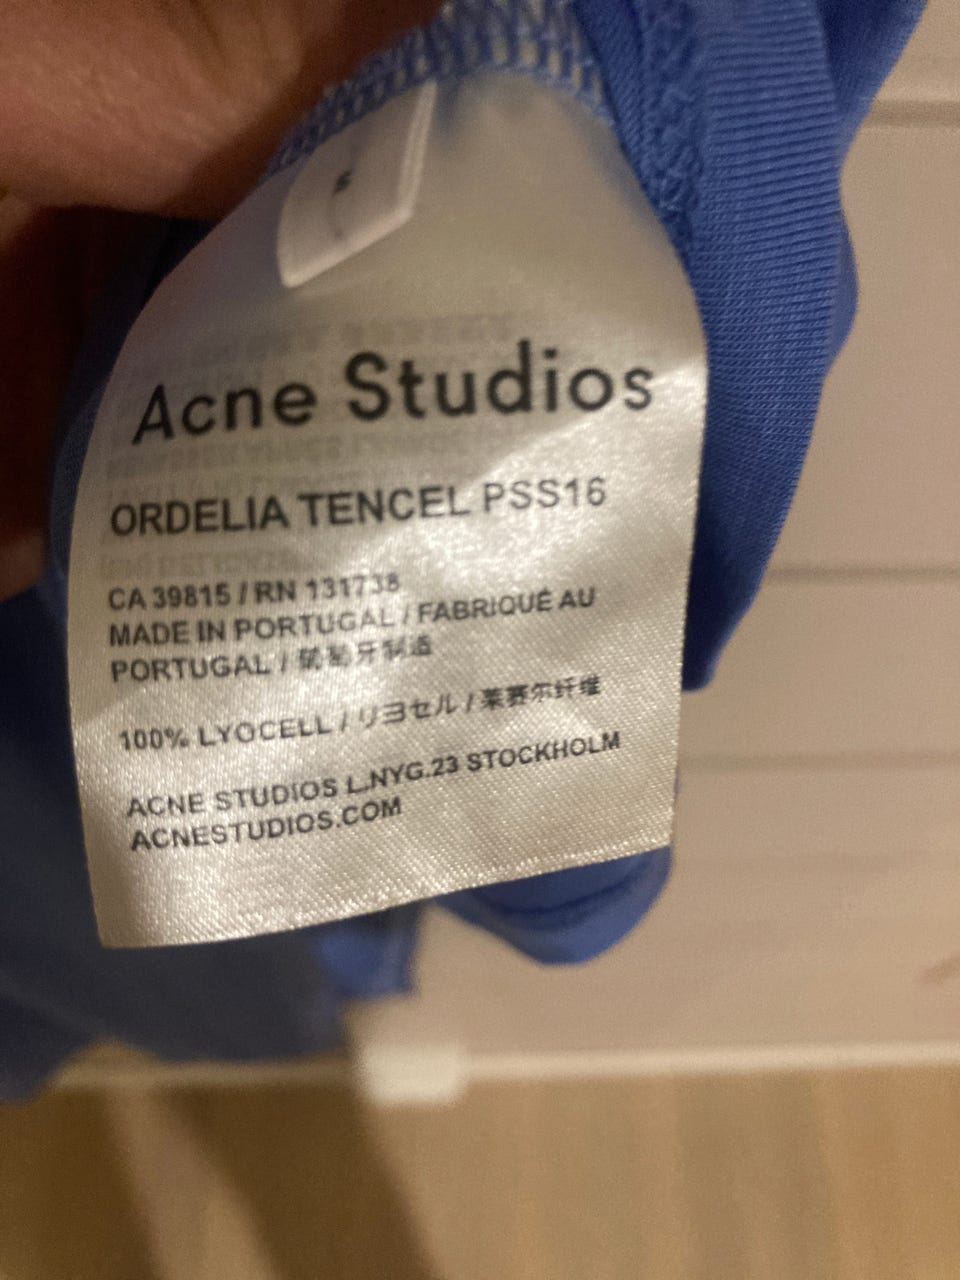 S
Acne Studios
ORDELIA TENCEL PSS16
CA 39815 / RN 131738
MADE IN PORTUGAL / FABRIQUÉ AU
PORTUGAL / 葡萄牙制造
100% LYOCELL / リヨセル / 莱赛尔纤维
ACNE STUDIOS L.NYG.23 STOCKHOLM
ACNESTUDIOS.COM